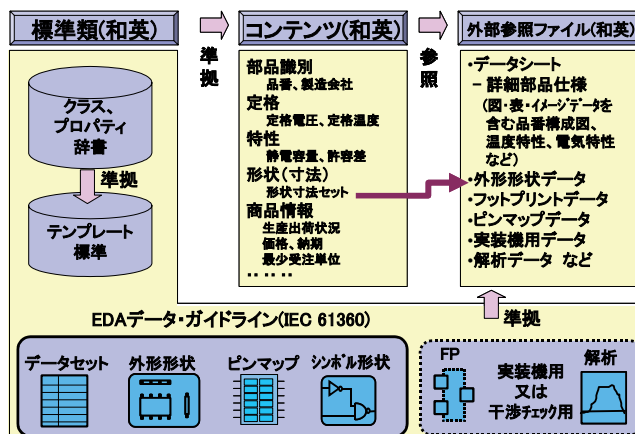 標準類(和英)
準拠
コンテンツ(和英)
参照
外部参照ファイル(和英)
クラス、
プロパティ
辞書
準拠
テンプレート
標準
部品識別
品番、製造会社
定格
定格電圧、定格温度
特性
静電容量、許容差
形状(寸法)
形状寸法セット
商品情報
生産出荷状況
価格、納期
最少受注単位
‥ ‥ ‥
・データシート
− 詳細部品仕様
(図・表・イメージデータを
含む品番構成図、
温度特性、電気特性
など)
・外形形状データ
・フットプリントデータ
・ピンマップデータ
・実装機用データ
・解析データ など
準拠
EDAデータ・ガイドライン(IEC 61360)
データセット
外形形状
ピンマップ
シンボル形状
FP
実装機用
又は
干渉チェック用
解析